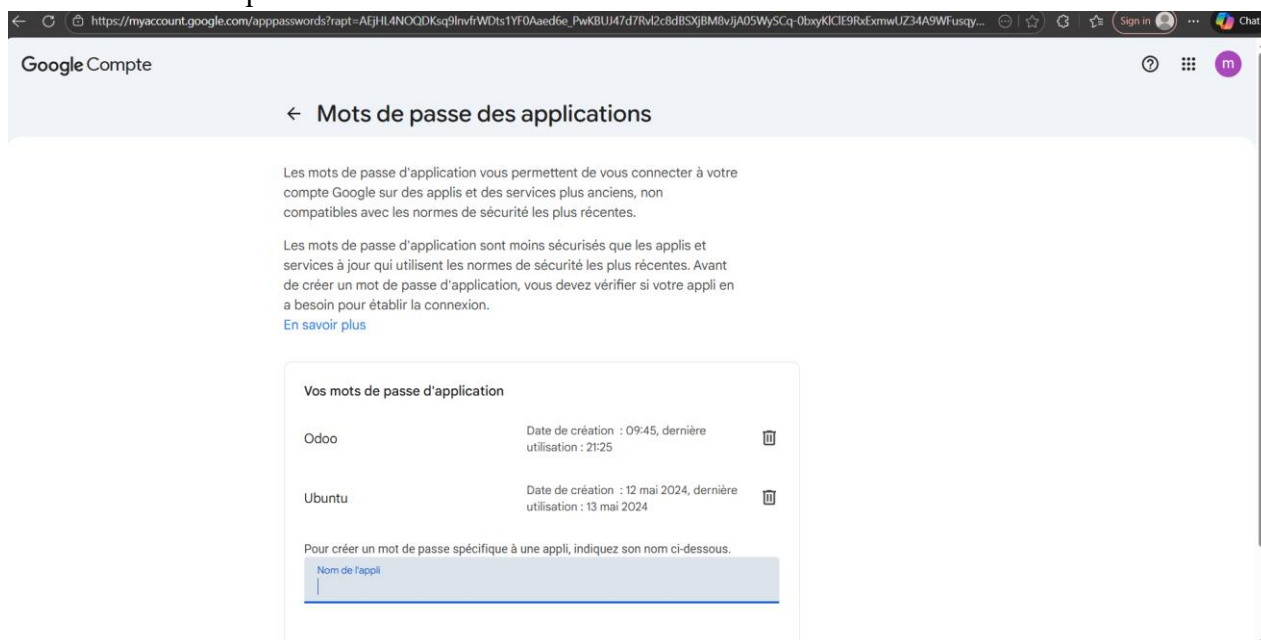 https://myaccount.google.com/apppasswords?rapt=AEjHL4NOQDKsq9lnvfrWDts1YF0Aaed6e_PwKBUJ47d7Rvl2c8dBSXjBM8vJjA05WySCq-0bxyKlClE9RxExmwUZ34A9WFusqy...
Sign in
Chat
Google Compte
m
Mots de passe des applications
Les mots de passe d'application vous permettent de vous connecter à votre
compte Google sur des applis et des services plus anciens, non
compatibles avec les normes de sécurité les plus récentes.
Les mots de passe d'application sont moins sécurisés que les applis et
services à jour qui utilisent les normes de sécurité les plus récentes. Avant
de créer un mot de passe d'application, vous devez vérifier si votre appli en
a besoin pour établir la connexion.
En savoir plus
Vos mots de passe d'application
Odoo
Date de création : 09:45, dernière
utilisation : 21:25
Ubuntu
Date de création : 12 mai 2024, dernière
utilisation : 13 mai 2024
Pour créer un mot de passe spécifique à une appli, indiquez son nom ci-dessous.
Nom de l'appli